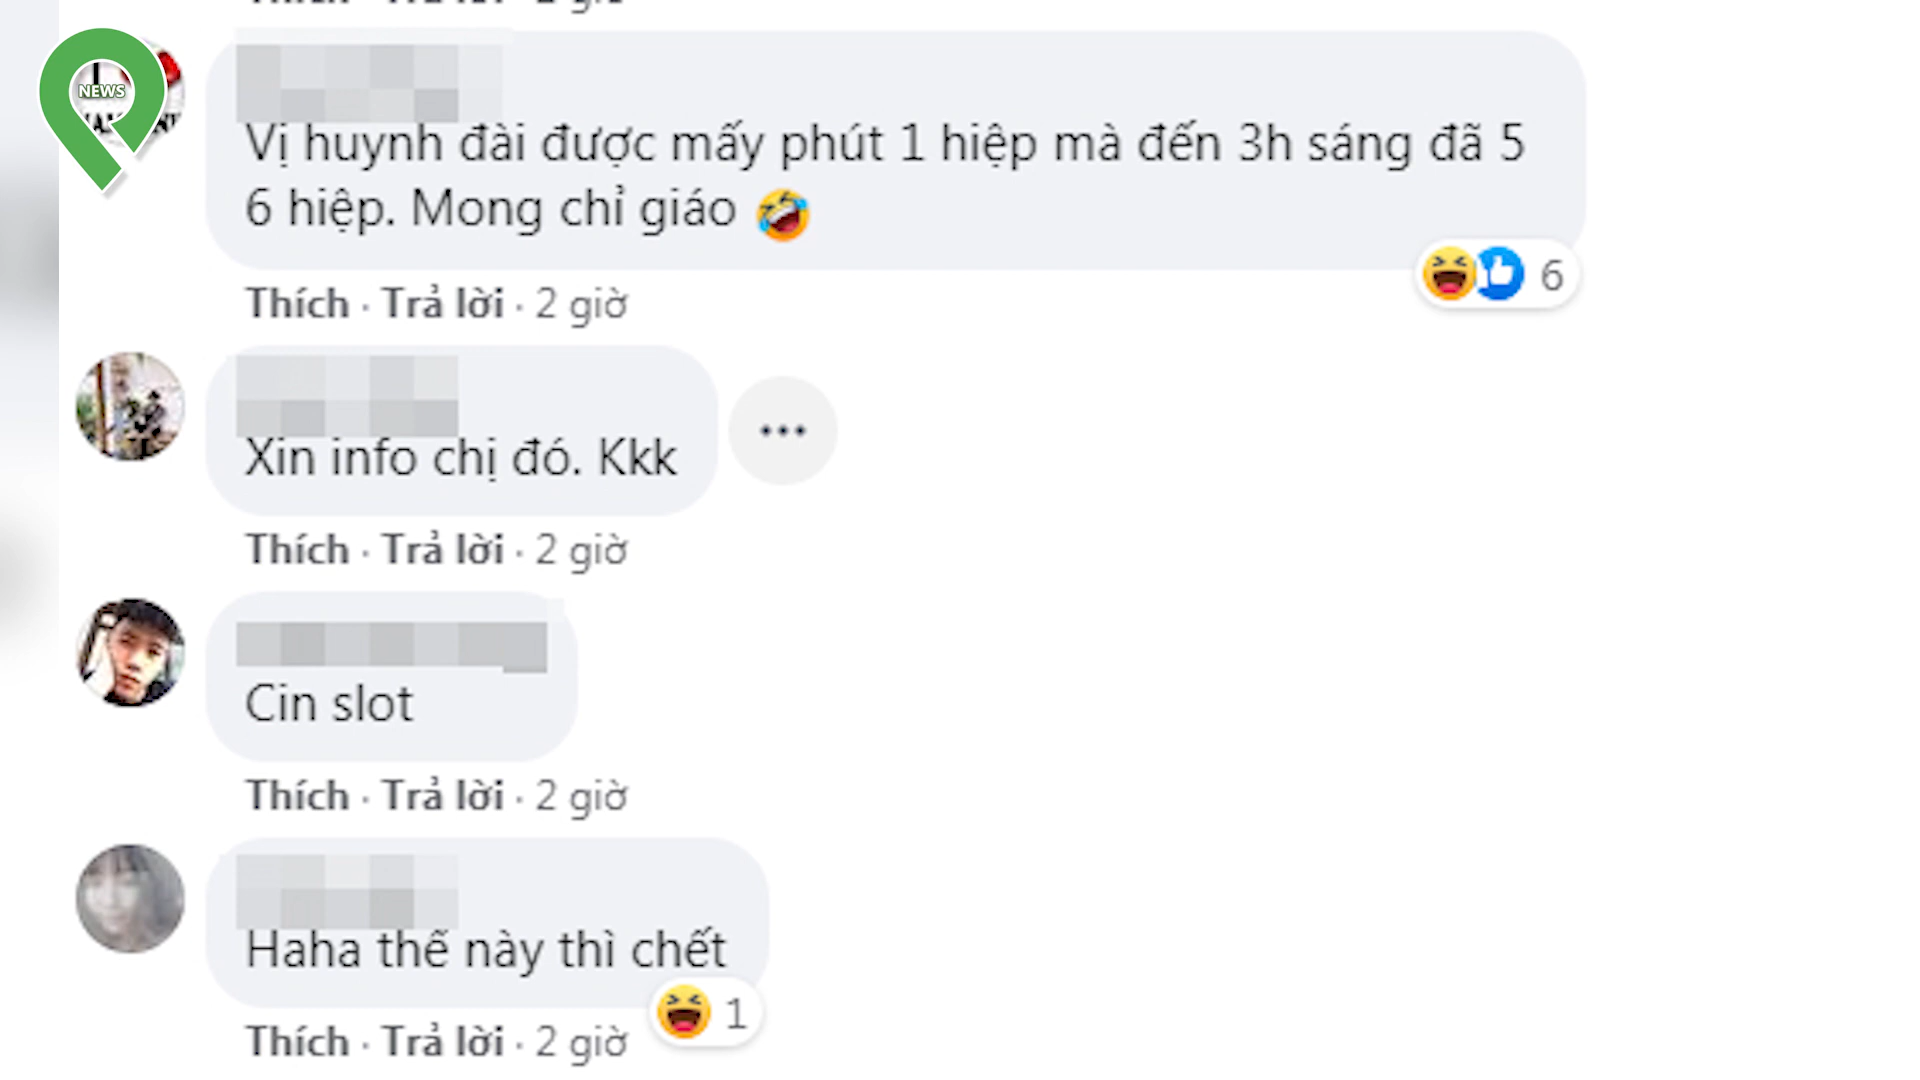 NEWS
Vị huynh đài được mấy phút 1 hiệp mà đến 3h sáng đã 5
6 hiệp. Mong chỉ giáo 🤣
6
Thích · Trả lời · 2 giờ
Xin info chị đó. Kkk
Thích · Trả lời · 2 giờ
Cin slot
Thích · Trả lời · 2 giờ
Haha thế này thì chết
1
Thích · Trả lời · 2 giờ